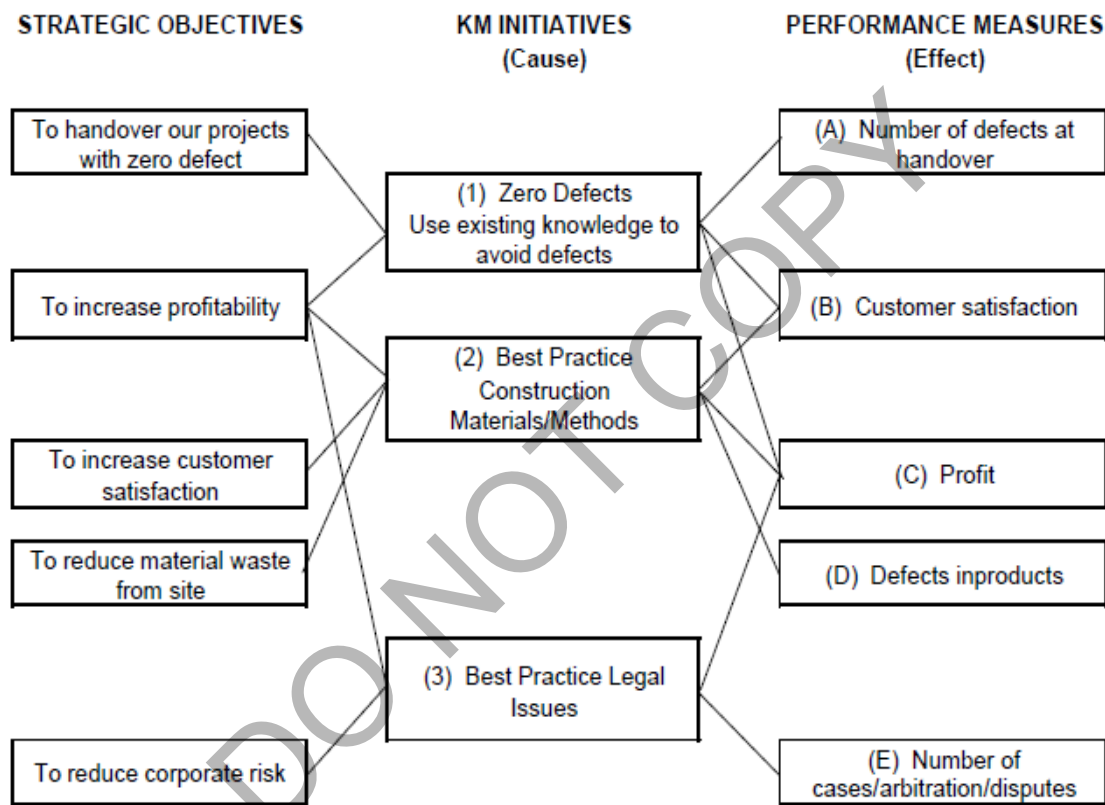 STRATEGIC OBJECTIVES
KM INITIATIVES
(Cause)
PERFORMANCE MEASURES
(Effect)
To handover our projects
with zero defect
To increase profitability
To increase customer
satisfaction
To reduce material waste
from site
To reduce corporate risk
(1) Zero Defects
Use existing knowledge to
avoid defects
(2) Best Practice
Construction
Materials/Methods
(3) Best Practice Legal
Issues
(A) Number of defects at
handover
(B) Customer satisfaction
(C) Profit
(D) Defects inproducts
(E) Number of
cases/arbitration/disputes
DO NOT COPY